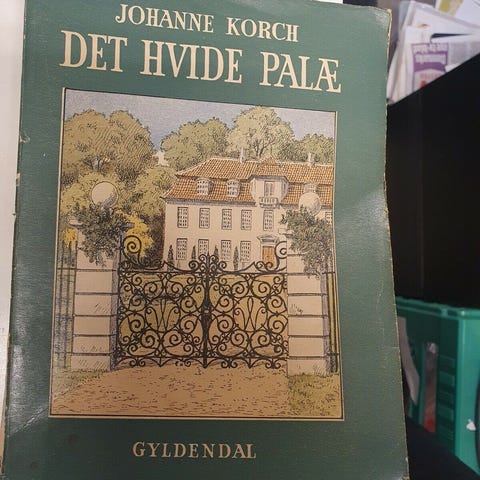 JOHANNE KORCH
DET HVIDE PALÆ
GYLDENDAL